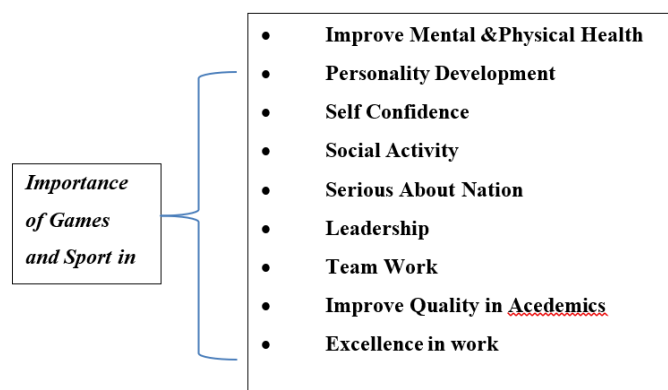 Importance
of Games
and Sport in
• Improve Mental &Physical Health
• Personality Development
• Self Confidence
• Social Activity
• Serious About Nation
• Leadership
• Team Work
• Improve Quality in Acedemics
• Excellence in work